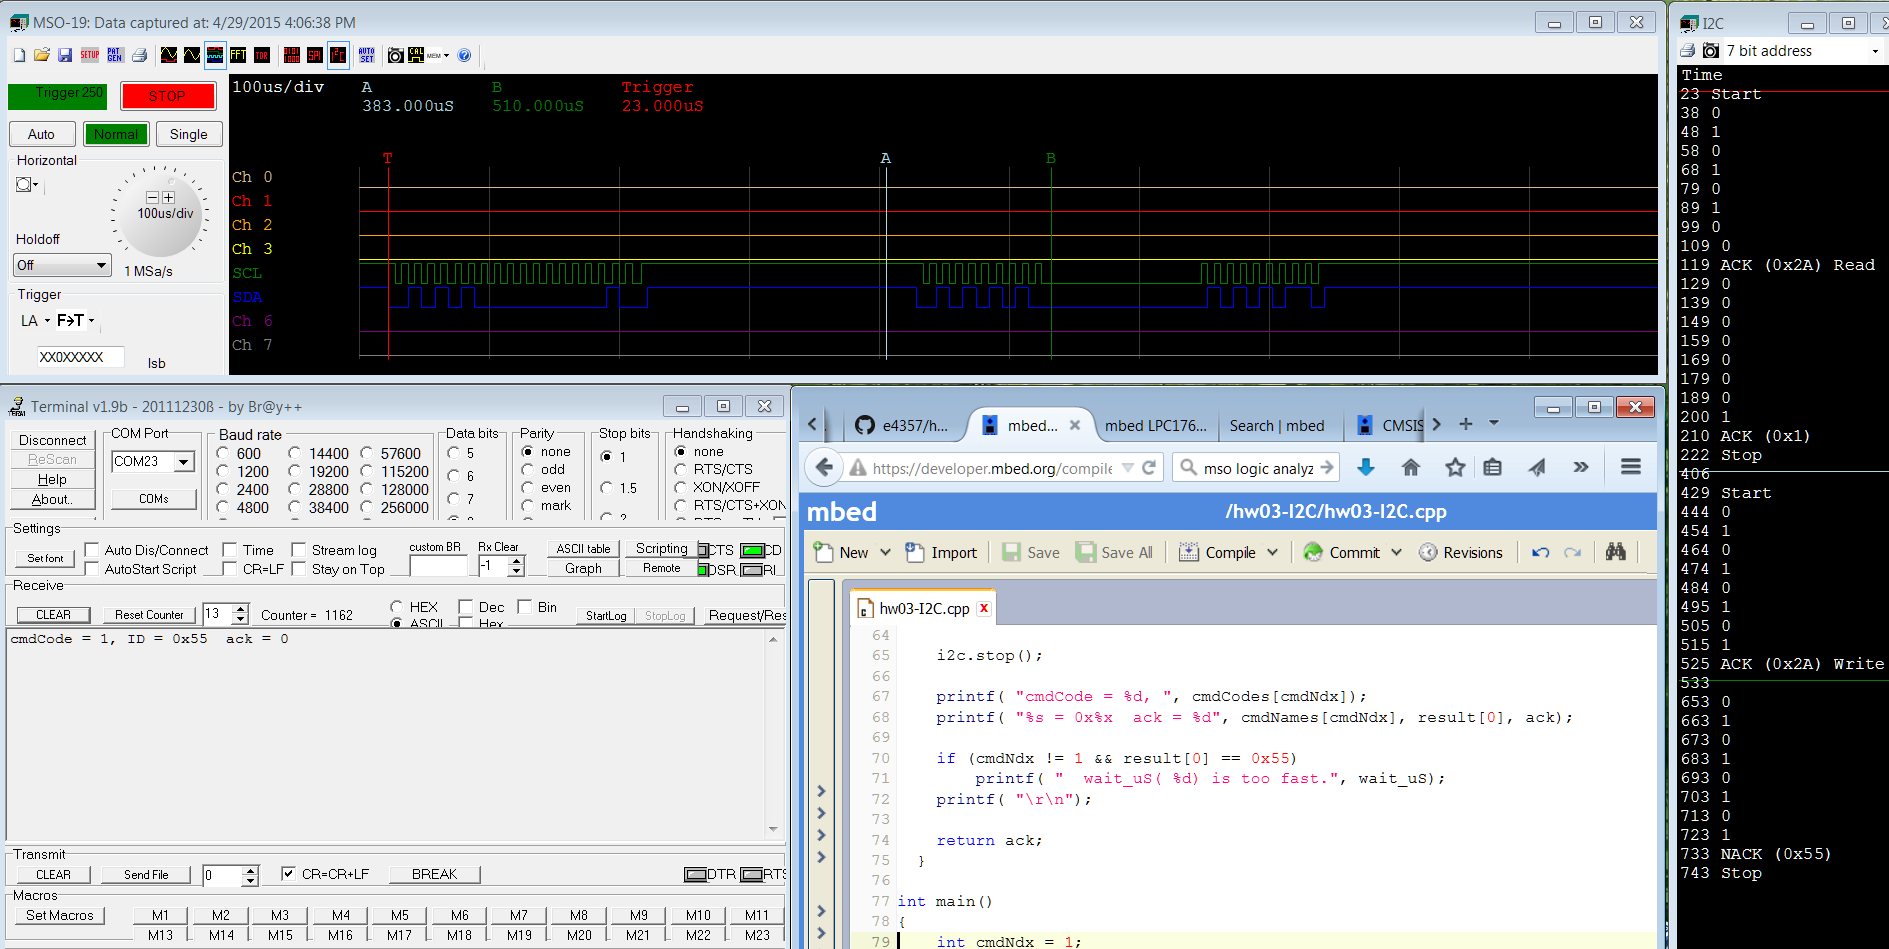 MSO-19: Data captured at: 4/29/2015 4:06:38 PM
SETUP PAT GEN FFT TDR SPI I²C AUTO SET CAL MEM
Trigger 250 STOP
Auto Normal Single
Horizontal
100us/div
Holdoff
Off 1 MSa/s
Trigger
LA F→T
XX0XXXXX lsb
100us/div A B Trigger
383.000uS 510.000uS 23.000uS
T A B
Ch 0
Ch 1
Ch 2
Ch 3
SCL
SDA
Ch 6
Ch 7
I2C
7 bit address
Time
23 Start
38 0
48 1
58 0
68 1
79 0
89 1
99 0
109 0
119 ACK (0x2A) Read
129 0
139 0
149 0
159 0
169 0
179 0
189 0
200 1
210 ACK (0x1)
222 Stop
406
429 Start
444 0
454 1
464 0
474 1
484 0
495 1
505 0
515 1
525 ACK (0x2A) Write
533
653 0
663 1
673 0
683 1
693 0
703 1
713 0
723 1
733 NACK (0x55)
743 Stop
Terminal v1.9b - 20111230ß - by Br@y++
Disconnect
ReScan
Help
About..
COM Port
COM23
COMs
Baud rate
600 14400 57600
1200 19200 115200
2400 28800 128000
4800 38400 256000
Data bits
5
6
7
Parity
none
odd
even
mark
Stop bits
1
1.5
2
Handshaking
none
RTS/CTS
XON/XOFF
RTS/CTS+XON
Settings
Set font
Auto Dis/Connect Time Stream log
AutoStart Script CR=LF Stay on Top
custom BR Rx Clear
-1
ASCII table Scripting
Graph Remote
CTS CD
DSR RI
Receive
CLEAR Reset Counter 13 Counter = 1162
HEX Dec Bin
ASCII Hex
StartLog StopLog Request/Res
cmdCode = 1, ID = 0x55 ack = 0
Transmit
CLEAR Send File 0 CR=CR+LF BREAK DTR RTS
Macros
Set Macros M1 M2 M3 M4 M5 M6 M7 M8 M9 M10 M11
M13 M14 M15 M16 M17 M18 M19 M20 M21 M22 M23
e4357/h... mbed... mbed LPC176... Search | mbed CMSIS
https://developer.mbed.org/compile mso logic analyz
mbed /hw03-I2C/hw03-I2C.cpp
New Import Save Save All Compile Commit Revisions
hw03-I2C.cpp
64
65 i2c.stop();
66
67 printf( "cmdCode = %d, ", cmdCodes[cmdNdx]);
68 printf( "%s = 0x%x ack = %d", cmdNames[cmdNdx], result[0], ack);
69
70 if (cmdNdx != 1 && result[0] == 0x55)
71 printf( " wait_uS( %d) is too fast.", wait_uS);
72 printf( "\r\n");
73
74 return ack;
75 }
76
77 int main()
78 {
79 int cmdNdx = 1;